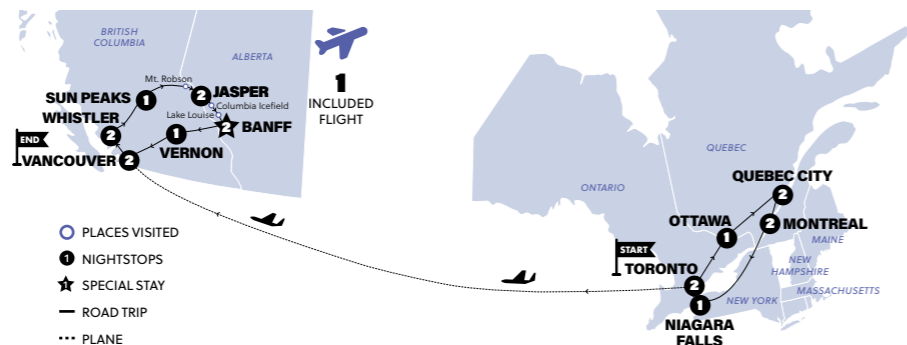 BRITISH
COLUMBIA
ALBERTA
Mt. Robson
2
JASPER
Columbia Icefield
SUN PEAKS
1
WHISTLER
2
Lake Louise
2
BANFF
1
VERNON
END
VANCOUVER
2
1
INCLUDED
FLIGHT
PLACES VISITED
1
NIGHTSTOPS
1
SPECIAL STAY
ROAD TRIP
PLANE
QUEBEC
ONTARIO
QUEBEC CITY
2
OTTAWA
1
2
MONTREAL
MAINE
START
TORONTO
2
NEW
HAMPSHIRE
MASSACHUSETTS
NEW YORK
1
NIAGARA
FALLS